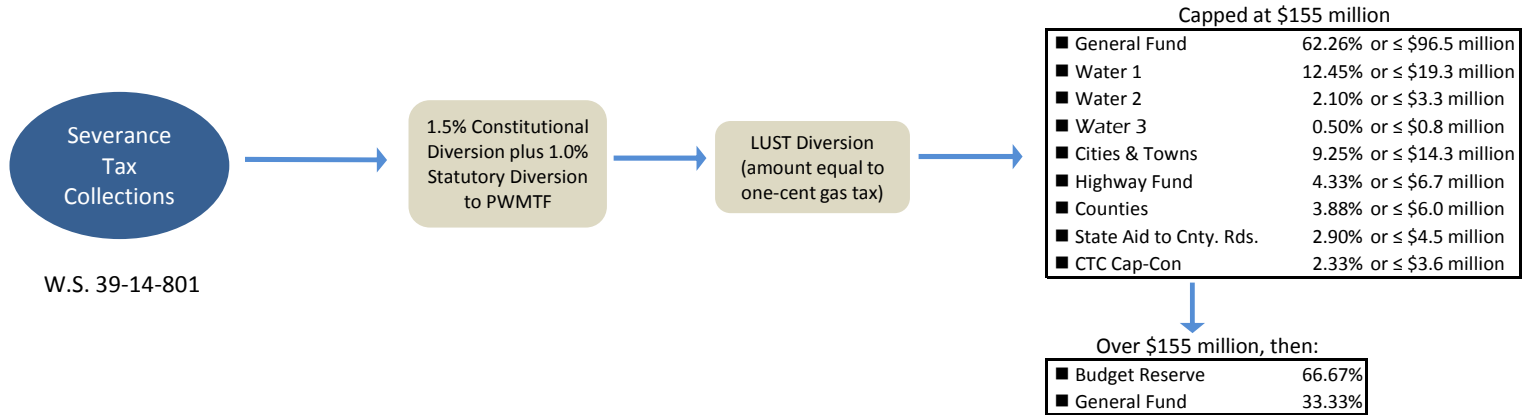 Severance
Tax
Collections
W.S. 39-14-801
1.5% Constitutional
Diversion plus 1.0%
Statutory Diversion
to PWMTF
LUST Diversion
(amount equal to
one-cent gas tax)
Capped at $155 million
■ General Fund 62.26% or ≤ $96.5 million
■ Water 1 12.45% or ≤ $19.3 million
■ Water 2 2.10% or ≤ $3.3 million
■ Water 3 0.50% or ≤ $0.8 million
■ Cities & Towns 9.25% or ≤ $14.3 million
■ Highway Fund 4.33% or ≤ $6.7 million
■ Counties 3.88% or ≤ $6.0 million
■ State Aid to Cnty. Rds. 2.90% or ≤ $4.5 million
■ CTC Cap-Con 2.33% or ≤ $3.6 million
Over $155 million, then:
■ Budget Reserve 66.67%
■ General Fund 33.33%